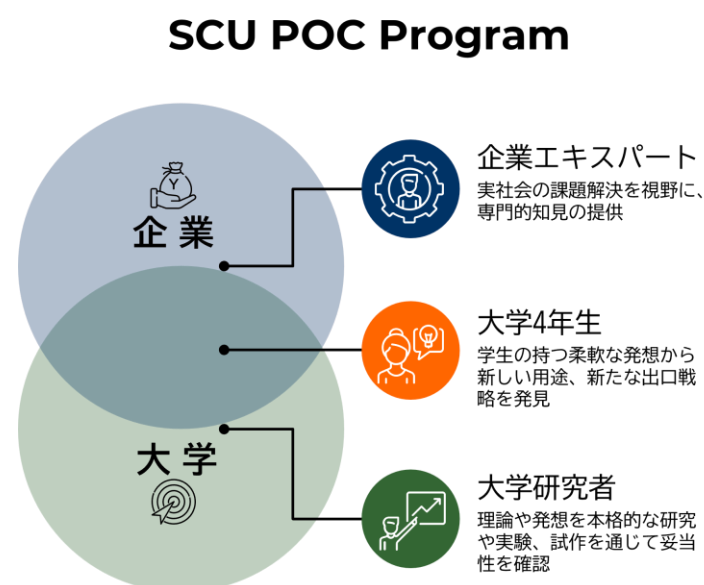 SCU POC Program
企業
企業エキスパート
実社会の課題解決を視野に、
専門的知見の提供
大学4年生
学生の持つ柔軟な発想から
新しい用途、新たな出口戦
略を発見
大学
大学研究者
理論や発想を本格的な研究
や実験、試作を通じて妥当
性を確認